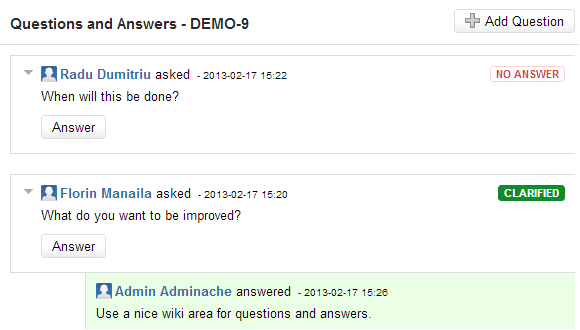 Questions and Answers - DEMO-9
Add Question
Radu Dumitriu asked - 2013-02-17 15:22
NO ANSWER
When will this be done?
Answer
Florin Manaila asked - 2013-02-17 15:20
CLARIFIED
What do you want to be improved?
Answer
Admin Adminache answered - 2013-02-17 15:26
Use a nice wiki area for questions and answers.